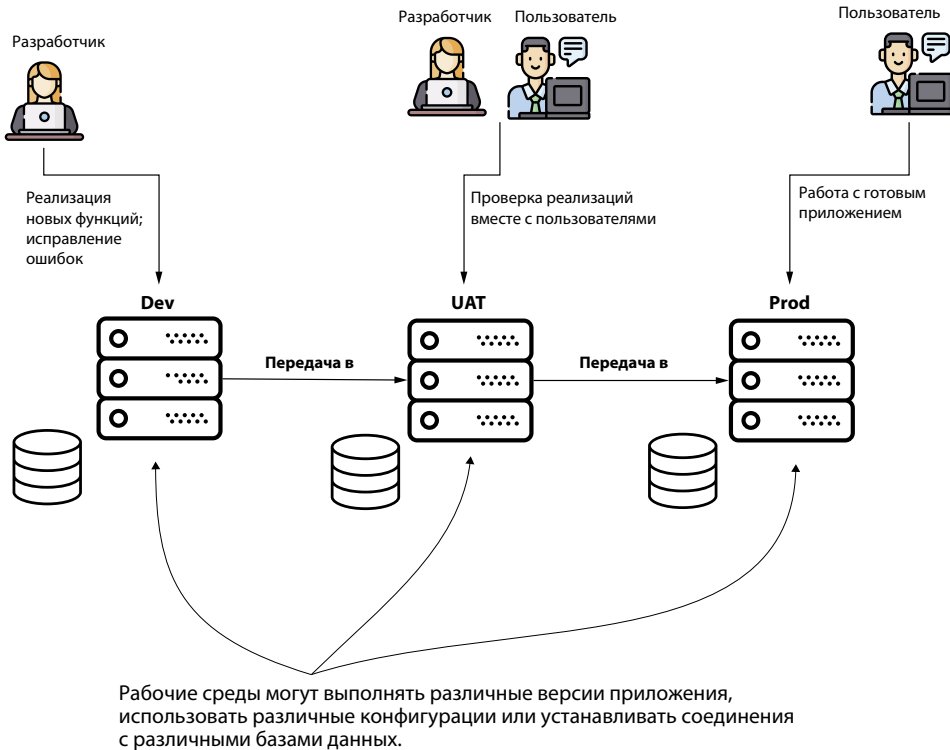 Разработчик
Разработчик
Пользователь
Пользователь
Реализация
новых функций;
исправление
ошибок
Проверка реализаций
вместе с пользователями
Работа с готовым
приложением
Dev
UAT
Prod
Передача в
Передача в
Рабочие среды могут выполнять различные версии приложения,
использовать различные конфигурации или устанавливать соединения
с различными базами данных.